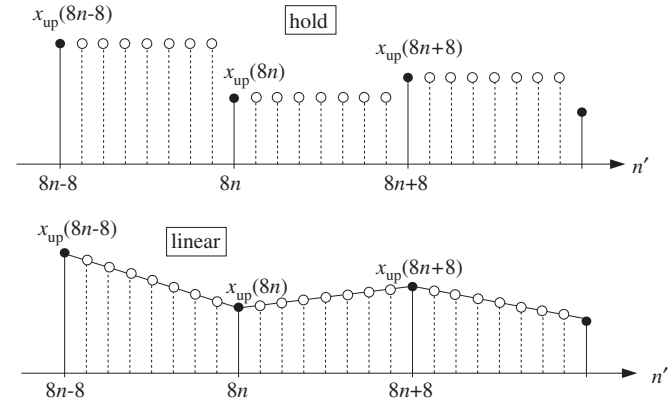 x_up(8n-8)
hold
x_up(8n)
x_up(8n+8)
8n-8
8n
8n+8
n′
x_up(8n-8)
linear
x_up(8n)
x_up(8n+8)
8n-8
8n
8n+8
n′